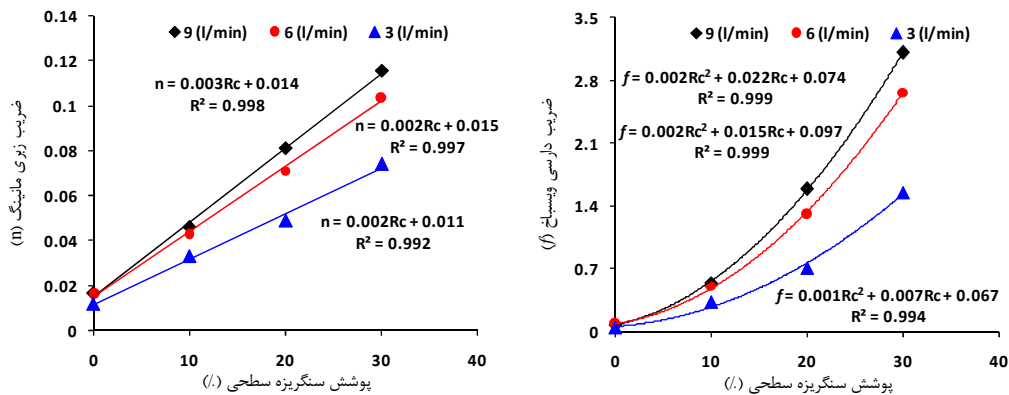 0.14
0.12
0.1
0.08
0.06
0.04
0.02
0
ضریب زبری مانینگ (n)
9 (l/min) 6 (l/min) 3 (l/min)
n = 0.003Rc + 0.014
R² = 0.998
n = 0.002Rc + 0.015
R² = 0.997
n = 0.002Rc + 0.011
R² = 0.992
0 10 20 30 40
پوشش سنگریزه سطحی (٪)
3.5
2.8
2.1
1.4
0.7
0
ضریب دارسی ویسباخ (f)
9 (l/min) 6 (l/min) 3 (l/min)
f = 0.002Rc² + 0.022Rc + 0.074
R² = 0.999
f = 0.002Rc² + 0.015Rc + 0.097
R² = 0.999
f = 0.001Rc² + 0.007Rc + 0.067
R² = 0.994
0 10 20 30 40
پوشش سنگریزه سطحی (٪)